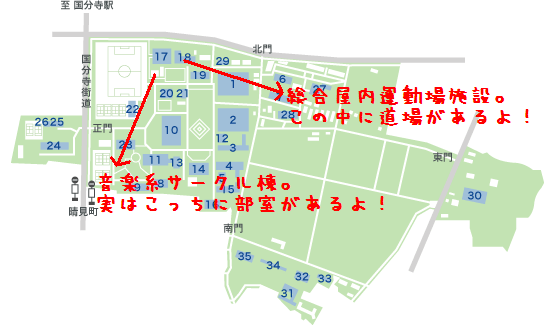 至 国分寺駅
北門
国分寺街道
17
18
29
19
1
6
27
総合屋内運動場施設。
この中に道場があるよ！
20 21
22
2
28
26 25
正門
10
24
23
12
3
東門
11
13
14
4
音楽系サークル棟。
実はこっちに部室があるよ！
15
30
晴見町
南門
35
34
32
33
31